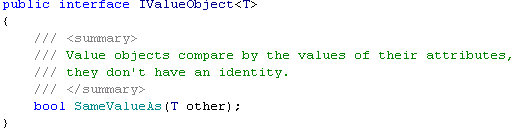 public interface IValueObject<T>
{
/// <summary>
/// Value objects compare by the values of their attributes,
/// they don't have an identity.
/// </summary>
bool SameValueAs(T other);
}